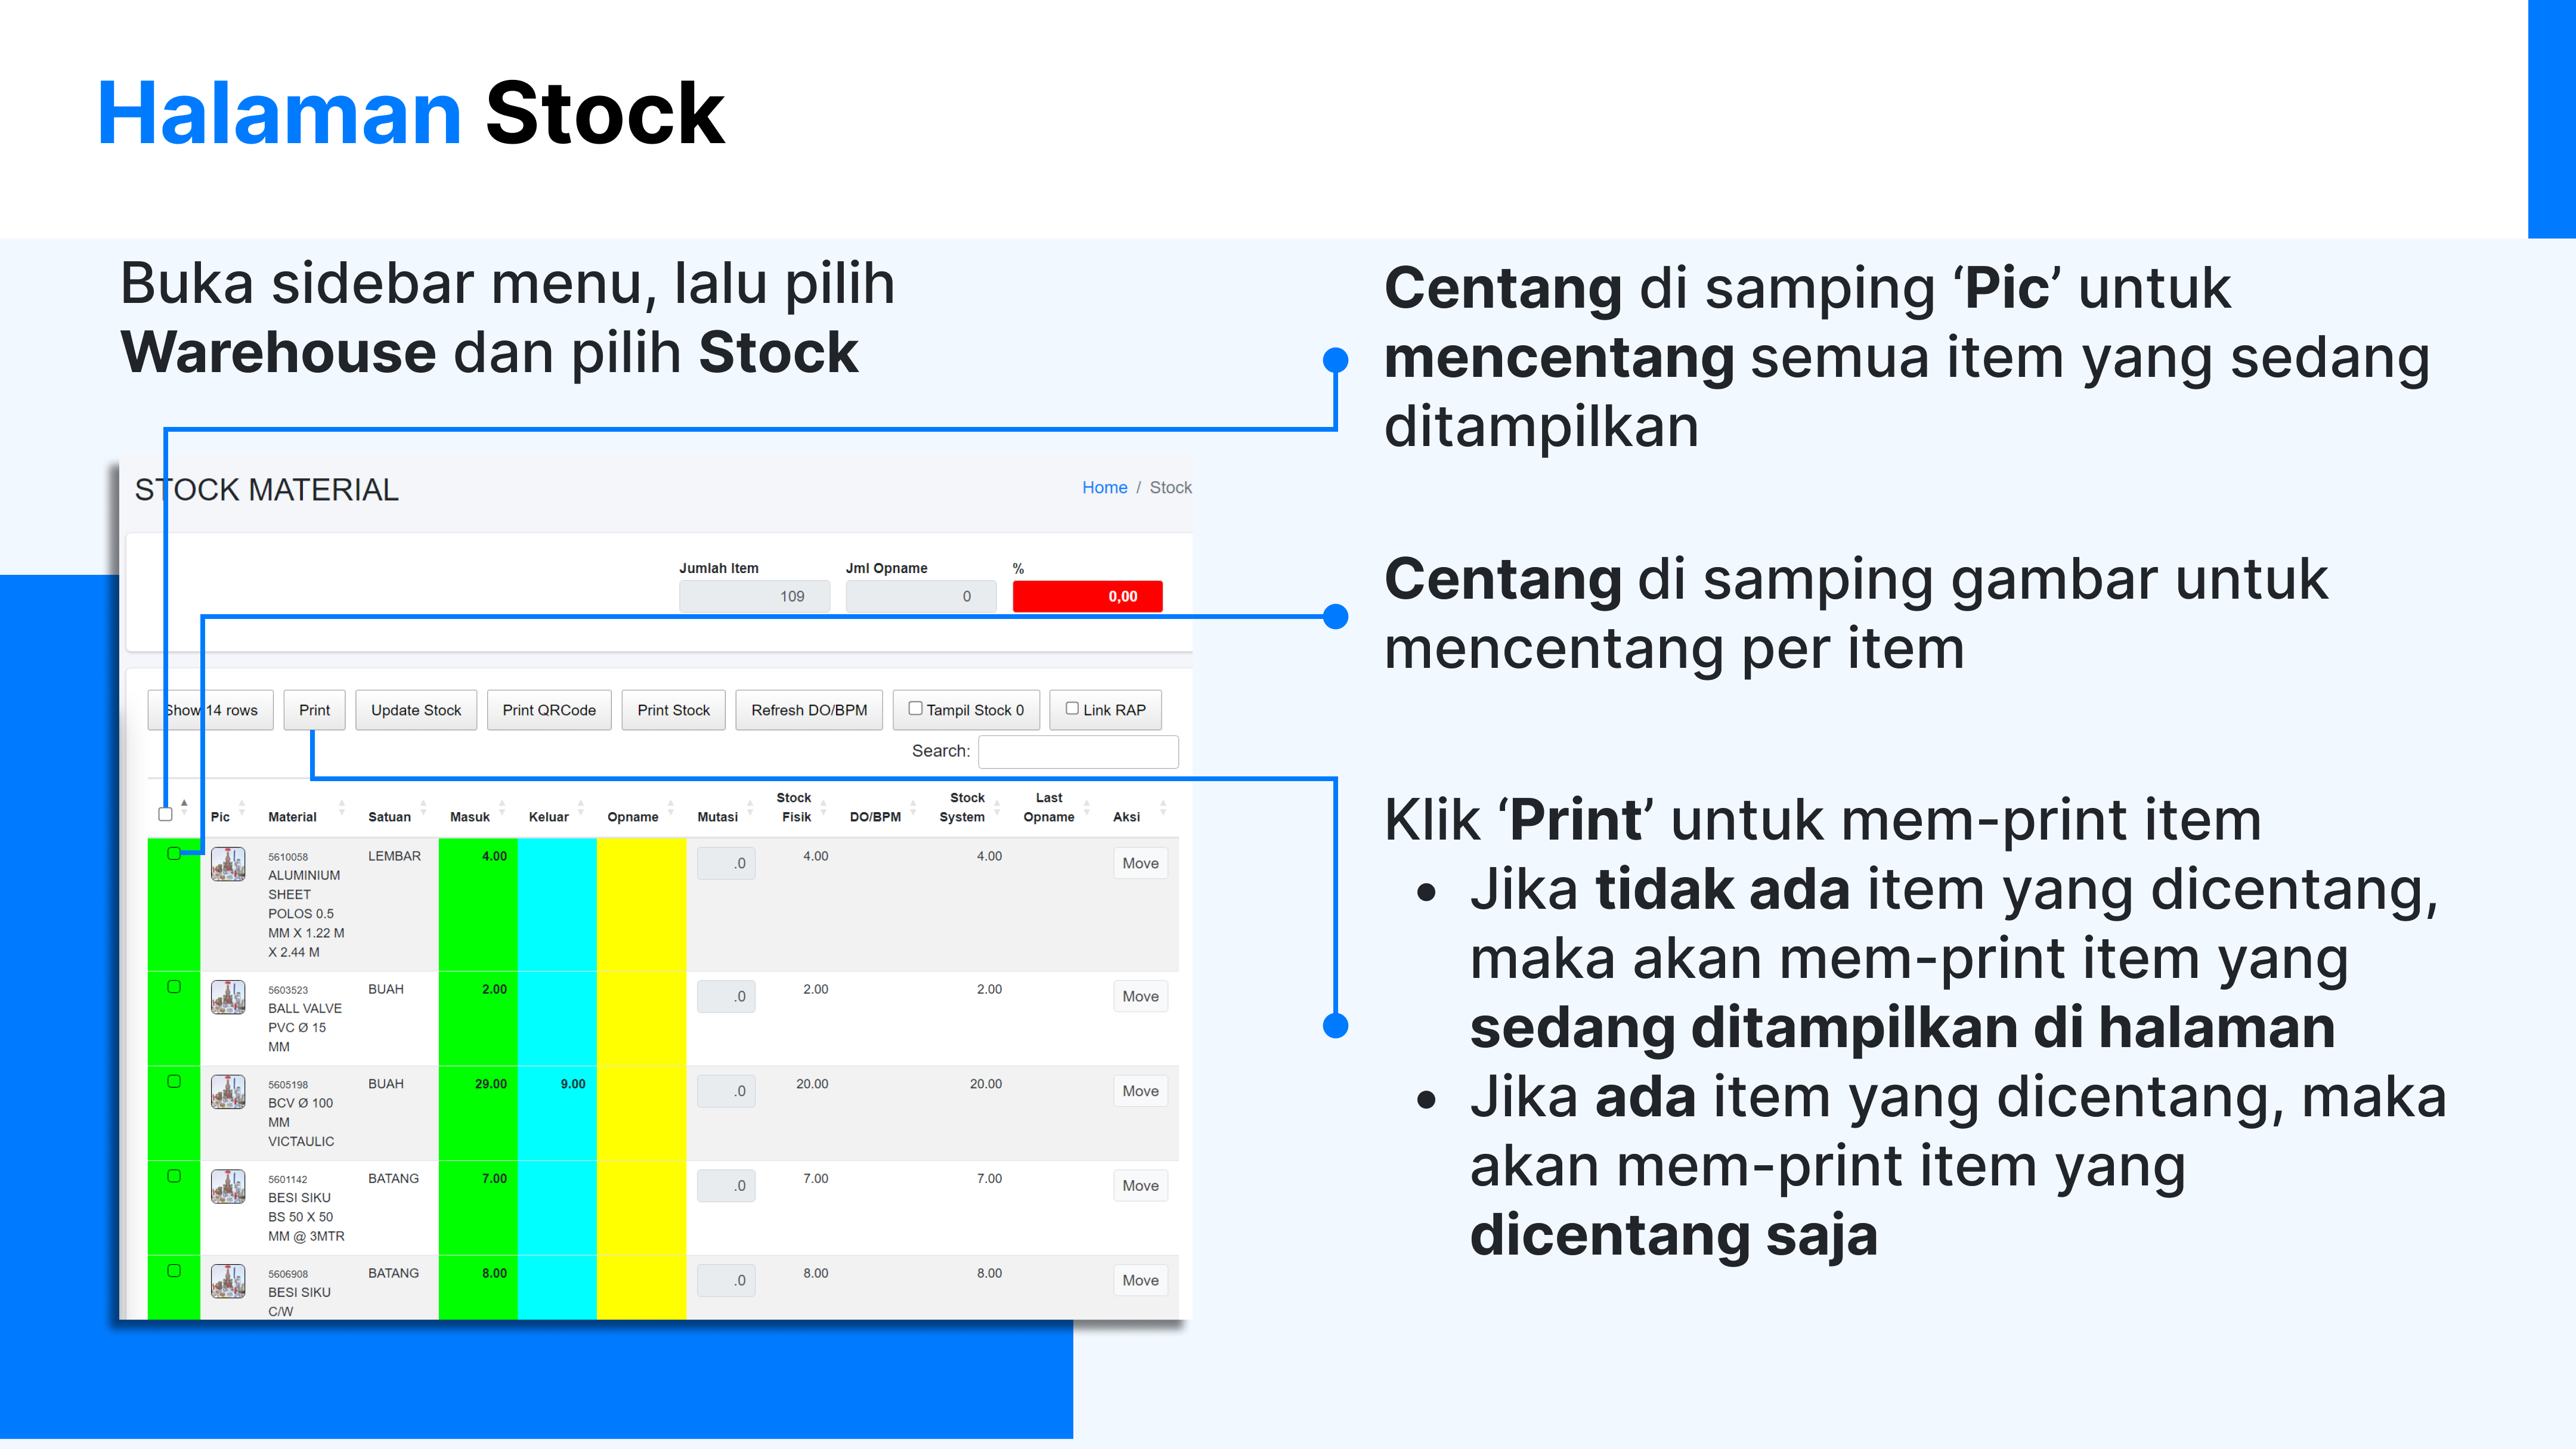 Halaman Stock
Buka sidebar menu, lalu pilih
Warehouse dan pilih Stock
Centang di samping ‘Pic’ untuk
mencentang semua item yang sedang
ditampilkan
Centang di samping gambar untuk
mencentang per item
Klik ‘Print’ untuk mem-print item
• Jika tidak ada item yang dicentang,
maka akan mem-print item yang
sedang ditampilkan di halaman
• Jika ada item yang dicentang, maka
akan mem-print item yang
dicentang saja
STOCK MATERIAL
Home / Stock
Jumlah Item Jml Opname %
109 0 0,00
Show 14 rows Print Update Stock Print QRCode Print Stock Refresh DO/BPM Tampil Stock 0 Link RAP
Search:
Pic Material Satuan Masuk Keluar Opname Mutasi Stock Fisik DO/BPM Stock System Last Opname Aksi
5610058
ALUMINIUM
SHEET
POLOS 0.5
MM X 1.22 M
X 2.44 M
LEMBAR 4.00 .0 4.00 4.00 Move
5603523
BALL VALVE
PVC Ø 15
MM
BUAH 2.00 .0 2.00 2.00 Move
5605198
BCV Ø 100
MM
VICTAULIC
BUAH 29.00 9.00 .0 20.00 20.00 Move
5601142
BESI SIKU
BS 50 X 50
MM @ 3MTR
BATANG 7.00 .0 7.00 7.00 Move
5606908
BESI SIKU
C/W
BATANG 8.00 .0 8.00 8.00 Move